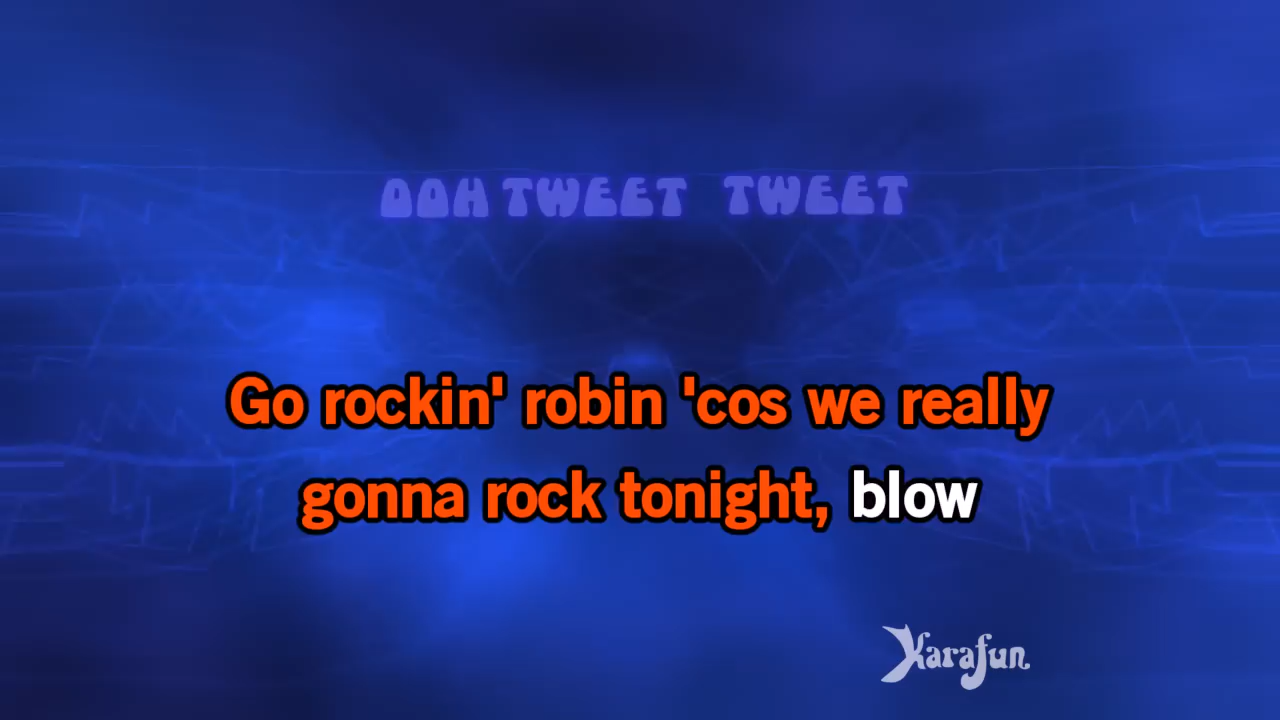 OOH TWEET TWEET
Go rockin' robin 'cos we really
gonna rock tonight, blow
Karafun